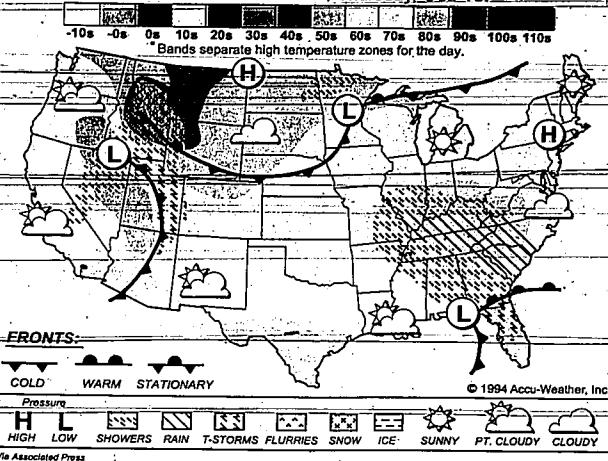 -10s -0s 0s 10s 20s 30s 40s 50s 60s 70s 80s 90s 100s 110s
Bands separate high temperature zones for the day.
H
L
L
H
L
FRONTS:
COLD WARM STATIONARY
© 1994 Accu-Weather, Inc
Pressure
H L
HIGH LOW SHOWERS RAIN T-STORMS FLURRIES SNOW ICE SUNNY PT. CLOUDY CLOUDY
Via Associated Press